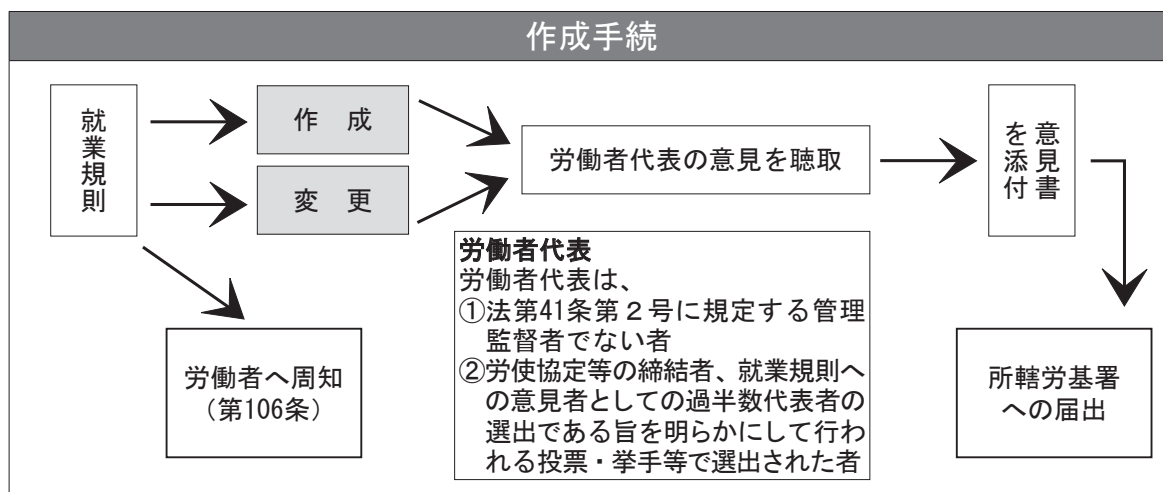 作成手続
就業規則
作　成
変　更
労働者代表の意見を聴取
意見書
を添付
労働者代表
労働者代表は、
①法第41条第２号に規定する管理
監督者でない者
②労使協定等の締結者、就業規則へ
の意見者としての過半数代表者の
選出である旨を明らかにして行わ
れる投票・挙手等で選出された者
労働者へ周知
（第106条）
所轄労基署
への届出